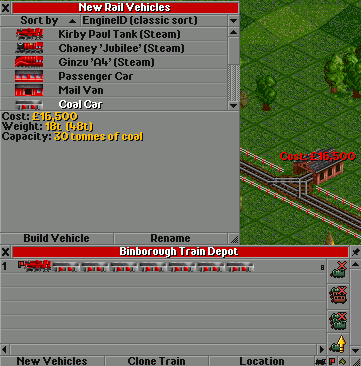 New Rail Vehicles
Sort by EngineID (classic sort)
Kirby Paul Tank (Steam)
Chaney 'Jubilee' (Steam)
Ginzu 'A4' (Steam)
Passenger Car
Mail Van
Coal Car
Cost: £16,500
Weight: 18t (48t)
Capacity: 30 tonnes of coal
Cost: £16,500
Build Vehicle Rename
Binborough Train Depot
1 8
New Vehicles Clone Train Location